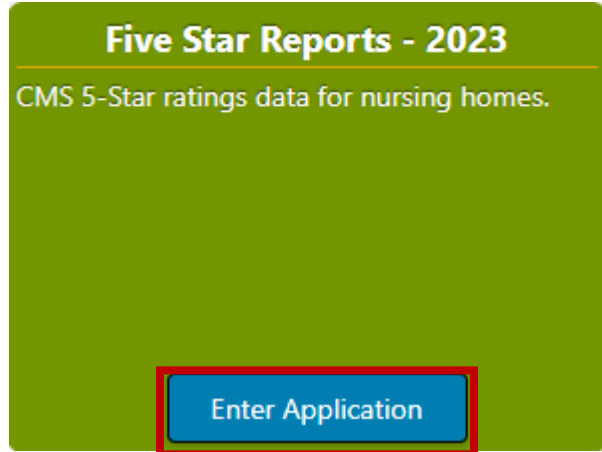 Five Star Reports - 2023
CMS 5-Star ratings data for nursing homes.
Enter Application